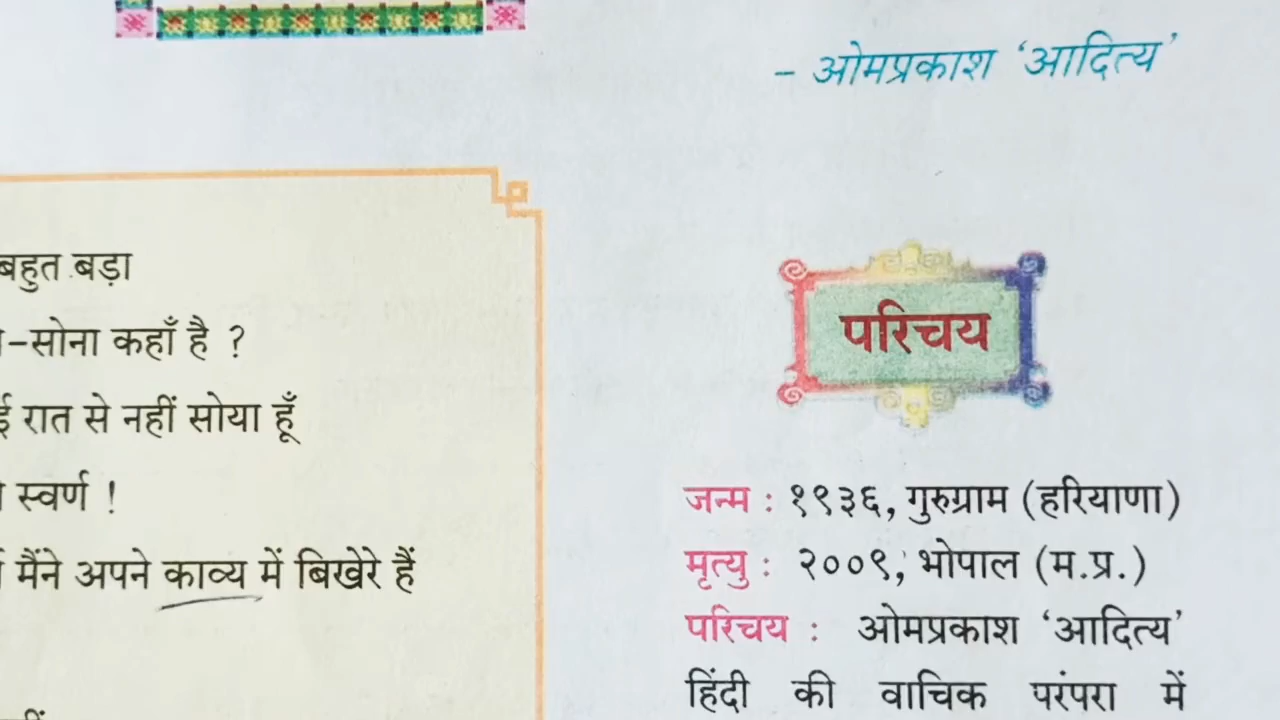 – ओमप्रकाश ‘आदित्य’
बहुत बड़ा
–सोना कहाँ है ?
रात से नहीं सोया हूँ
स्वर्ण !
मैंने अपने काव्य में बिखेरे हैं
परिचय
जन्म : १९३६, गुरुग्राम (हरियाणा)
मृत्यु : २००९, भोपाल (म.प्र.)
परिचय : ओमप्रकाश ‘आदित्य’
हिंदी की वाचिक परंपरा में